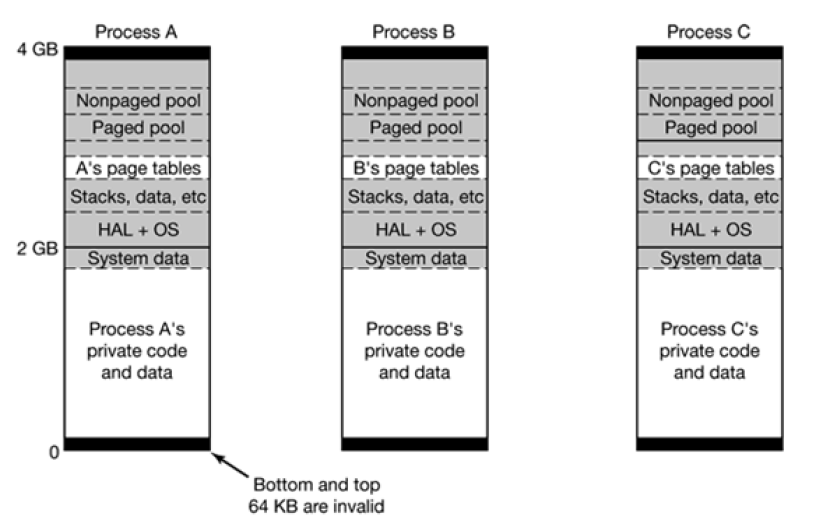 Process A
4 GB
Nonpaged pool
Paged pool
A's page tables
Stacks, data, etc
HAL + OS
2 GB
System data
Process A's
private code
and data
0
Bottom and top
64 KB are invalid
Process B
Nonpaged pool
Paged pool
B's page tables
Stacks, data, etc
HAL + OS
System data
Process B's
private code
and data
Process C
Nonpaged pool
Paged pool
C's page tables
Stacks, data, etc
HAL + OS
System data
Process C's
private code
and data